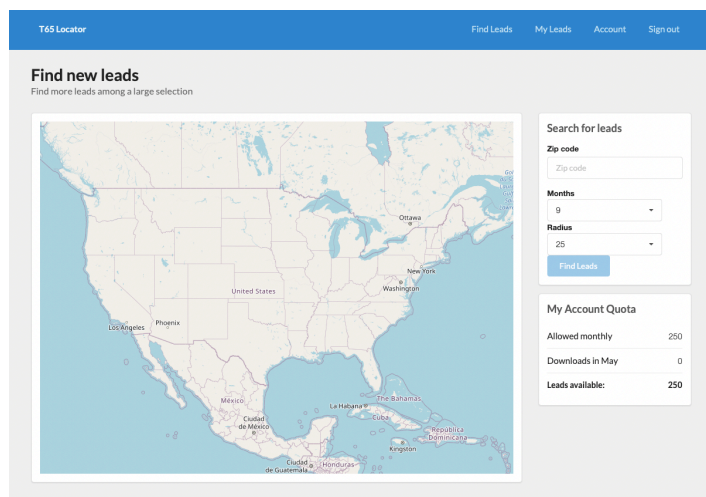 T65 Locator
Find Leads
My Leads
Account
Sign out
Find new leads
Find more leads among a large selection
Ottawa
New York
Washington
United States
Los Angeles
Phoenix
México
Ciudad
de México
La Habana
The Bahamas
Cuba
República
Dominicana
Kingston
Ciudad
de Guatemala
Honduras
Search for leads
Zip code
Zip code
Months
9
Radius
25
Find Leads
My Account Quota
Allowed monthly 250
Downloads in May 0
Leads available: 250